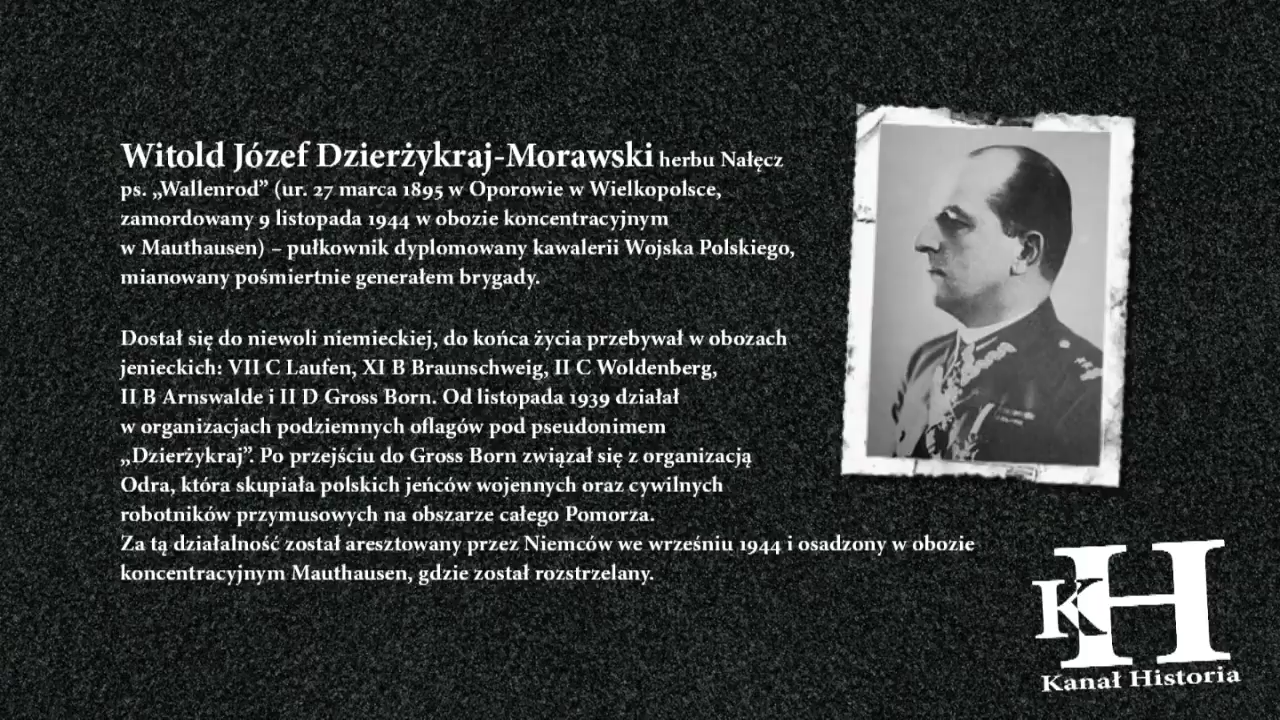 Witold Józef Dzierżykraj-Morawski herbu Nałęcz
ps. „Wallenrod” (ur. 27 marca 1895 w Oporowie w Wielkopolsce,
zamordowany 9 listopada 1944 w obozie koncentracyjnym
w Mauthausen) – pułkownik dyplomowany kawalerii Wojska Polskiego,
mianowany pośmiertnie generałem brygady.
Dostał się do niewoli niemieckiej, do końca życia przebywał w obozach
jenieckich: VII C Laufen, XI B Braunschweig, II C Woldenberg,
II B Arnswalde i II D Gross Born. Od listopada 1939 działał
w organizacjach podziemnych oflagów pod pseudonimem
„Dzierżykraj”. Po przejściu do Gross Born związał się z organizacją
Odra, która skupiała polskich jeńców wojennych oraz cywilnych
robotników przymusowych na obszarze całego Pomorza.
Za tą działalność został aresztowany przez Niemców we wrześniu 1944 i osadzony w obozie
koncentracyjnym Mauthausen, gdzie został rozstrzelany.
KH
Kanał Historia